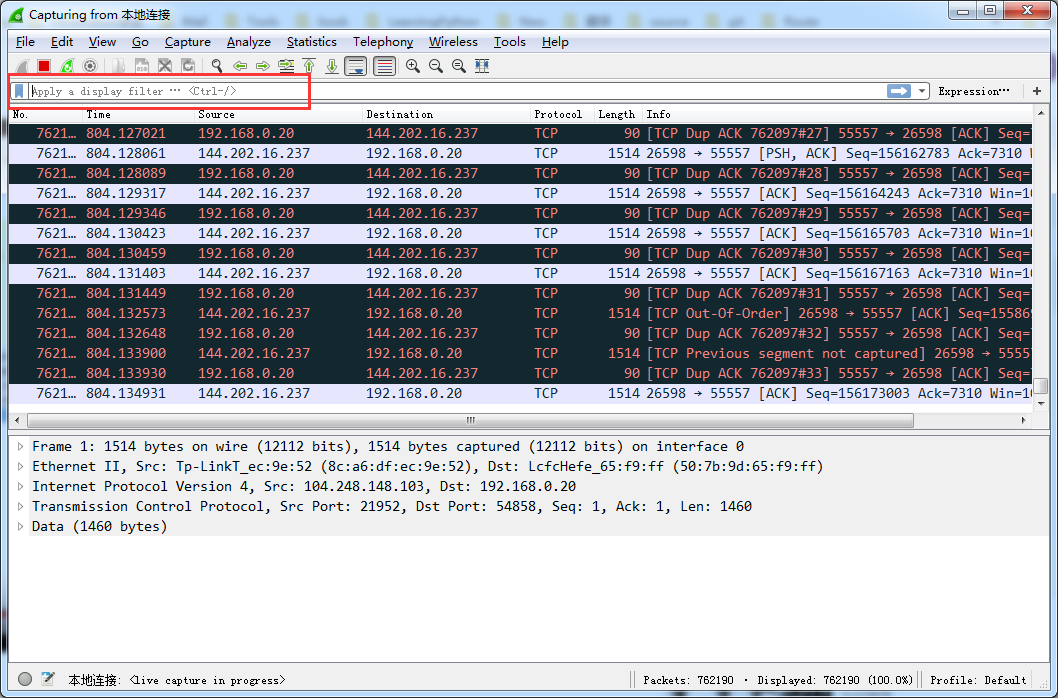 Capturing from 本地连接
File Edit View Go Capture Analyze Statistics Telephony Wireless Tools Help
Apply a display filter ··· <Ctrl-/> Expression···
No. Time Source Destination Protocol Length Info
7621… 804.127021 192.168.0.20 144.202.16.237 TCP 90 [TCP Dup ACK 762097#27] 55557 → 26598 [ACK] Seq=
7621… 804.128061 144.202.16.237 192.168.0.20 TCP 1514 26598 → 55557 [PSH, ACK] Seq=156162783 Ack=7310
7621… 804.128089 192.168.0.20 144.202.16.237 TCP 90 [TCP Dup ACK 762097#28] 55557 → 26598 [ACK] Seq=
7621… 804.129317 144.202.16.237 192.168.0.20 TCP 1514 26598 → 55557 [ACK] Seq=156164243 Ack=7310 Win=10
7621… 804.129346 192.168.0.20 144.202.16.237 TCP 90 [TCP Dup ACK 762097#29] 55557 → 26598 [ACK] Seq=
7621… 804.130423 144.202.16.237 192.168.0.20 TCP 1514 26598 → 55557 [ACK] Seq=156165703 Ack=7310 Win=10
7621… 804.130459 192.168.0.20 144.202.16.237 TCP 90 [TCP Dup ACK 762097#30] 55557 → 26598 [ACK] Seq=
7621… 804.131403 144.202.16.237 192.168.0.20 TCP 1514 26598 → 55557 [ACK] Seq=156167163 Ack=7310 Win=10
7621… 804.131449 192.168.0.20 144.202.16.237 TCP 90 [TCP Dup ACK 762097#31] 55557 → 26598 [ACK] Seq=
7621… 804.132573 144.202.16.237 192.168.0.20 TCP 1514 [TCP Out-Of-Order] 26598 → 55557 [ACK] Seq=15586
7621… 804.132648 192.168.0.20 144.202.16.237 TCP 90 [TCP Dup ACK 762097#32] 55557 → 26598 [ACK] Seq=
7621… 804.133900 144.202.16.237 192.168.0.20 TCP 1514 [TCP Previous segment not captured] 26598 → 5555
7621… 804.133930 192.168.0.20 144.202.16.237 TCP 90 [TCP Dup ACK 762097#33] 55557 → 26598 [ACK] Seq=
7621… 804.134931 144.202.16.237 192.168.0.20 TCP 1514 26598 → 55557 [ACK] Seq=156173003 Ack=7310 Win=10
Frame 1: 1514 bytes on wire (12112 bits), 1514 bytes captured (12112 bits) on interface 0
Ethernet II, Src: Tp-LinkT_ec:9e:52 (8c:a6:df:ec:9e:52), Dst: LcfcHefe_65:f9:ff (50:7b:9d:65:f9:ff)
Internet Protocol Version 4, Src: 104.248.148.103, Dst: 192.168.0.20
Transmission Control Protocol, Src Port: 21952, Dst Port: 54858, Seq: 1, Ack: 1, Len: 1460
Data (1460 bytes)
本地连接: <live capture in progress> Packets: 762190 · Displayed: 762190 (100.0%) Profile: Default